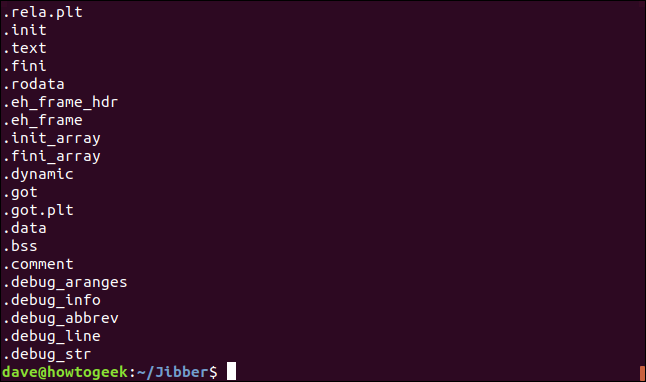 .rela.plt
.init
.text
.fini
.rodata
.eh_frame_hdr
.eh_frame
.init_array
.fini_array
.dynamic
.got
.got.plt
.data
.bss
.comment
.debug_aranges
.debug_info
.debug_abbrev
.debug_line
.debug_str
dave@howtogeek:~/Jibber$